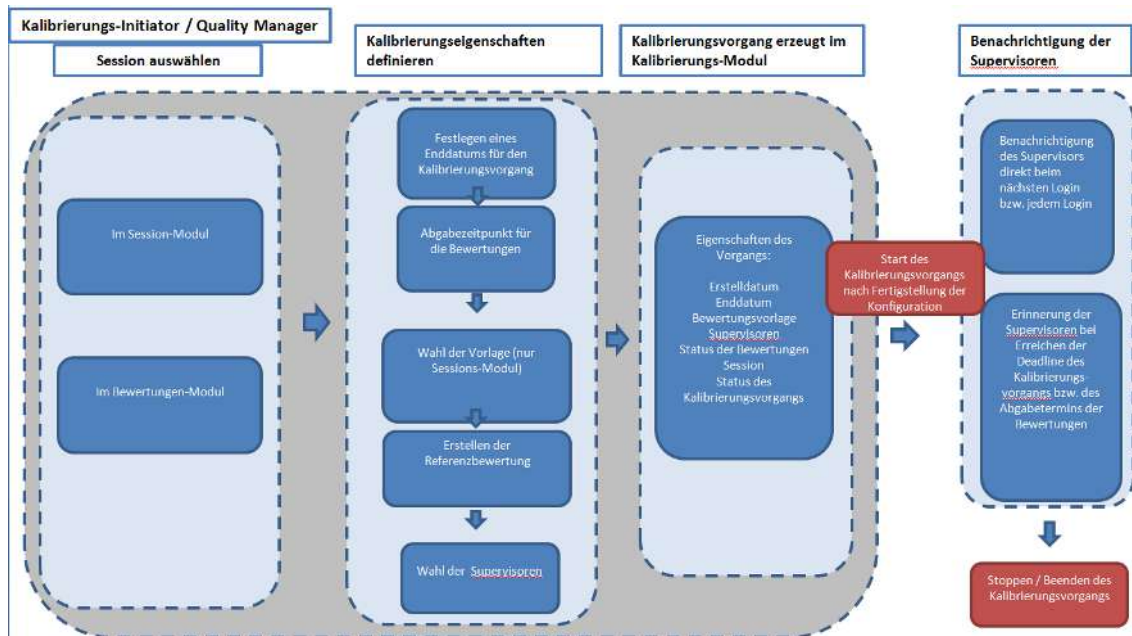 Kalibrierungs-Initiator / Quality Manager
Session auswählen
Kalibrierungseigenschaften
definieren
Kalibrierungsvorgang erzeugt im
Kalibrierungs-Modul
Benachrichtigung der
Supervisoren
Im Session-Modul
Im Bewertungen-Modul
Festlegen eines
Enddatums für den
Kalibrierungsvorgang
Abgabezeitpunkt für
die Bewertungen
Wahl der Vorlage (nur
Sessions-Modul)
Erstellen der
Referenzbewertung
Wahl der Supervisoren
Eigenschaften des
Vorgangs:
Erstelldatum
Enddatum
Bewertungsvorlage
Supervisoren
Status der Bewertungen
Session
Status des
Kalibrierungsvorgangs
Start des
Kalibrierungsvorgangs
nach Fertigstellung der
Konfiguration
Benachrichtigung
des Supervisors
direkt beim
nächsten Login
bzw. jedem Login
Erinnerung der
Supervisoren bei
Erreichen der
Deadline des
Kalibrierungs-
vorgangs bzw. des
Abgabetermins der
Bewertungen
Stoppen / Beenden des
Kalibrierungsvorgangs